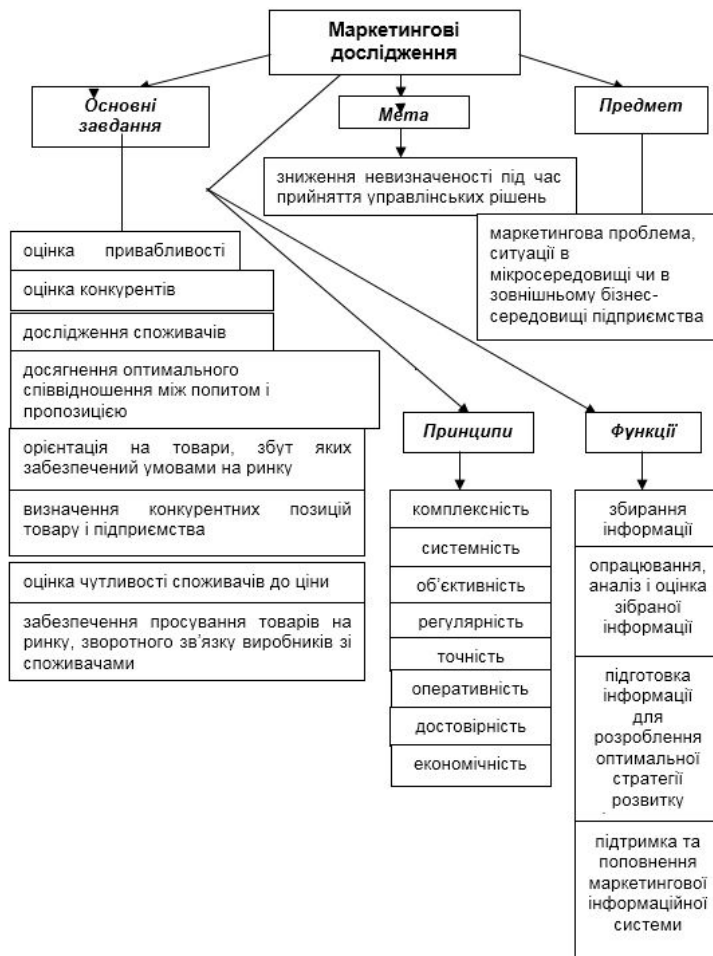 Маркетингові
дослідження
Основні
завдання
Мета
Предмет
зниження невизначеності під час
прийняття управлінських рішень
маркетингова проблема,
ситуації в
мікросередовищі чи в
зовнішньому бізнес-
середовищі підприємства
оцінка привабливості
оцінка конкурентів
дослідження споживачів
досягнення оптимального
співвідношення між попитом і
пропозицією
орієнтація на товари, збут яких
забезпечений умовами на ринку
визначення конкурентних позицій
товару і підприємства
оцінка чутливості споживачів до ціни
забезпечення просування товарів на
ринку, зворотного зв’язку виробників зі
споживачами
Принципи
комплексність
системність
об’єктивність
регулярність
точність
оперативність
достовірність
економічність
Функції
збирання
інформації
опрацювання,
аналіз і оцінка
зібраної
інформації
підготовка
інформації
для
розроблення
оптимальної
стратегії
розвитку
підтримка та
поповнення
маркетингової
інформаційної
системи